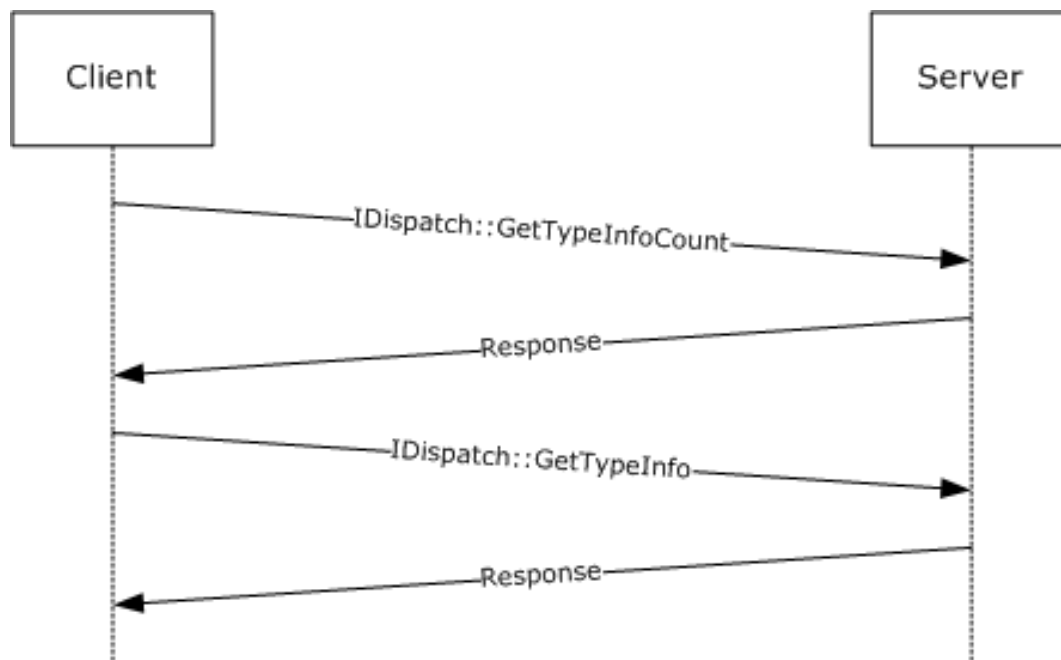 Client
Server
IDispatch::GetTypeInfoCount
Response
IDispatch::GetTypeInfo
Response